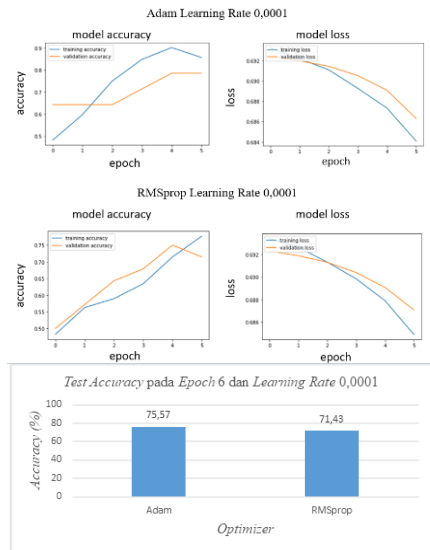 Adam Learning Rate 0,0001
model accuracy
model loss
0.9
0.8
0.7
0.6
0.5
training accuracy
validation accuracy
accuracy
0 1 2 3 4 5
epoch
0.692
0.690
0.688
0.686
0.684
training loss
validation loss
loss
0 1 2 3 4 5
epoch
RMSprop Learning Rate 0,0001
model accuracy
model loss
0.75
0.70
0.65
0.60
0.55
0.50
training accuracy
validation accuracy
accuracy
0 1 2 3 4 5
epoch
0.692
0.690
0.688
0.686
training loss
validation loss
loss
0 1 2 3 4 5
epoch
Test Accuracy pada Epoch 6 dan Learning Rate 0,0001
100
80
60
40
20
0
Accuracy (%)
75,57
71,43
Adam
RMSprop
Optimizer